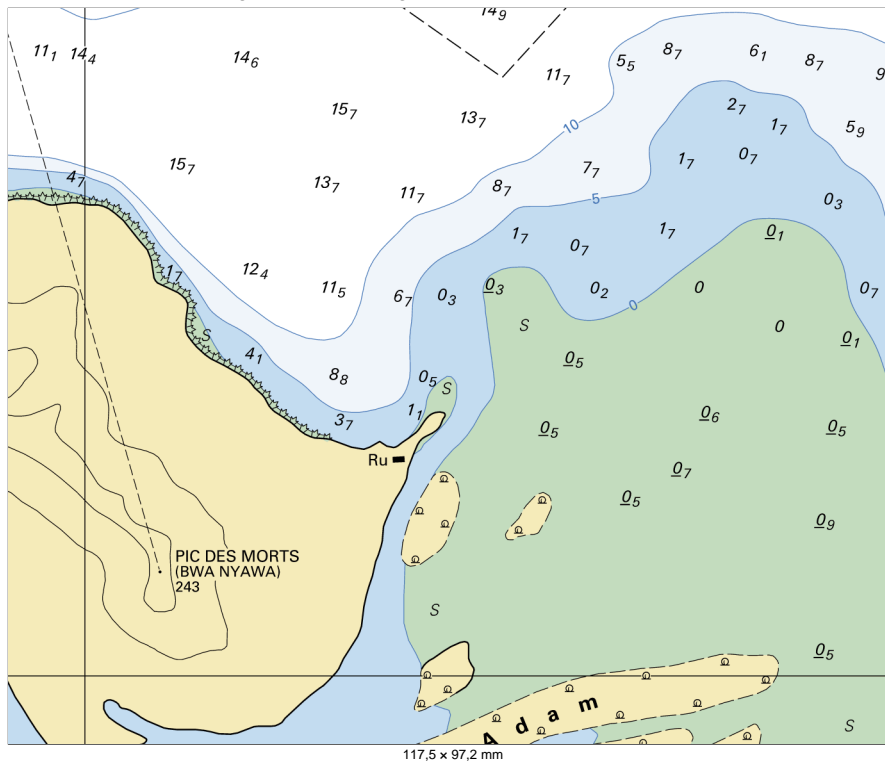 14₉
11₁ 14₄ 14₆ 11₇ 5₅ 8₇ 6₁ 8₇ 9
15₇ 13₇ 10 2₇ 1₇ 5₉
15₇ 4₇ 13₇ 11₇ 8₇ 7₇ 1₇ 0₇
5 0₃
1₇ 0₇ 1₇ 0₁
1₇ 12₄ 11₅ 6₇ 0₃ 0₃ 0₂ 0 0 0₇
S S 0 0₁
4₁ 8₈ 0₅ S 0₅
3₇ 1₁ 0₅ 0₆ 0₅
Ru
0₇
0₅ 0₉
PIC DES MORTS
(BWA NYAWA)
243
S
0₅
Adam
S
117,5 × 97,2 mm